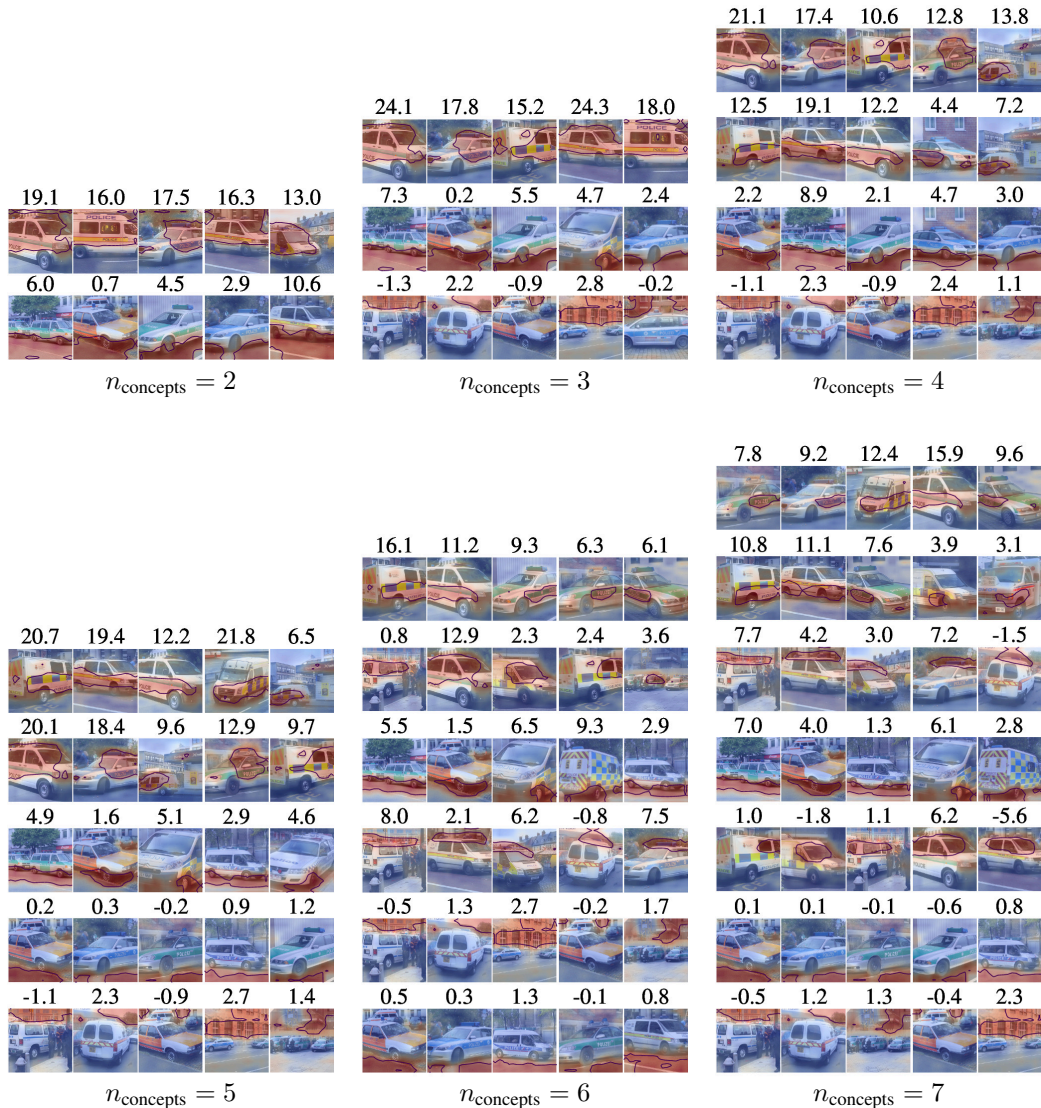 21.1 17.4 10.6 12.8 13.8
12.5 19.1 12.2 4.4 7.2
2.2 8.9 2.1 4.7 3.0
-1.1 2.3 -0.9 2.4 1.1
n_concepts = 4
24.1 17.8 15.2 24.3 18.0
POLICE
7.3 0.2 5.5 4.7 2.4
-1.3 2.2 -0.9 2.8 -0.2
n_concepts = 3
19.1 16.0 17.5 16.3 13.0
POLICE
6.0 0.7 4.5 2.9 10.6
n_concepts = 2
20.7 19.4 12.2 21.8 6.5
20.1 18.4 9.6 12.9 9.7
4.9 1.6 5.1 2.9 4.6
0.2 0.3 -0.2 0.9 1.2
-1.1 2.3 -0.9 2.7 1.4
n_concepts = 5
16.1 11.2 9.3 6.3 6.1
0.8 12.9 2.3 2.4 3.6
5.5 1.5 6.5 9.3 2.9
8.0 2.1 6.2 -0.8 7.5
-0.5 1.3 2.7 -0.2 1.7
0.5 0.3 1.3 -0.1 0.8
n_concepts = 6
7.8 9.2 12.4 15.9 9.6
10.8 11.1 7.6 3.9 3.1
7.7 4.2 3.0 7.2 -1.5
7.0 4.0 1.3 6.1 2.8
1.0 -1.8 1.1 6.2 -5.6
0.1 0.1 -0.1 -0.6 0.8
-0.5 1.2 1.3 -0.4 2.3
n_concepts = 7